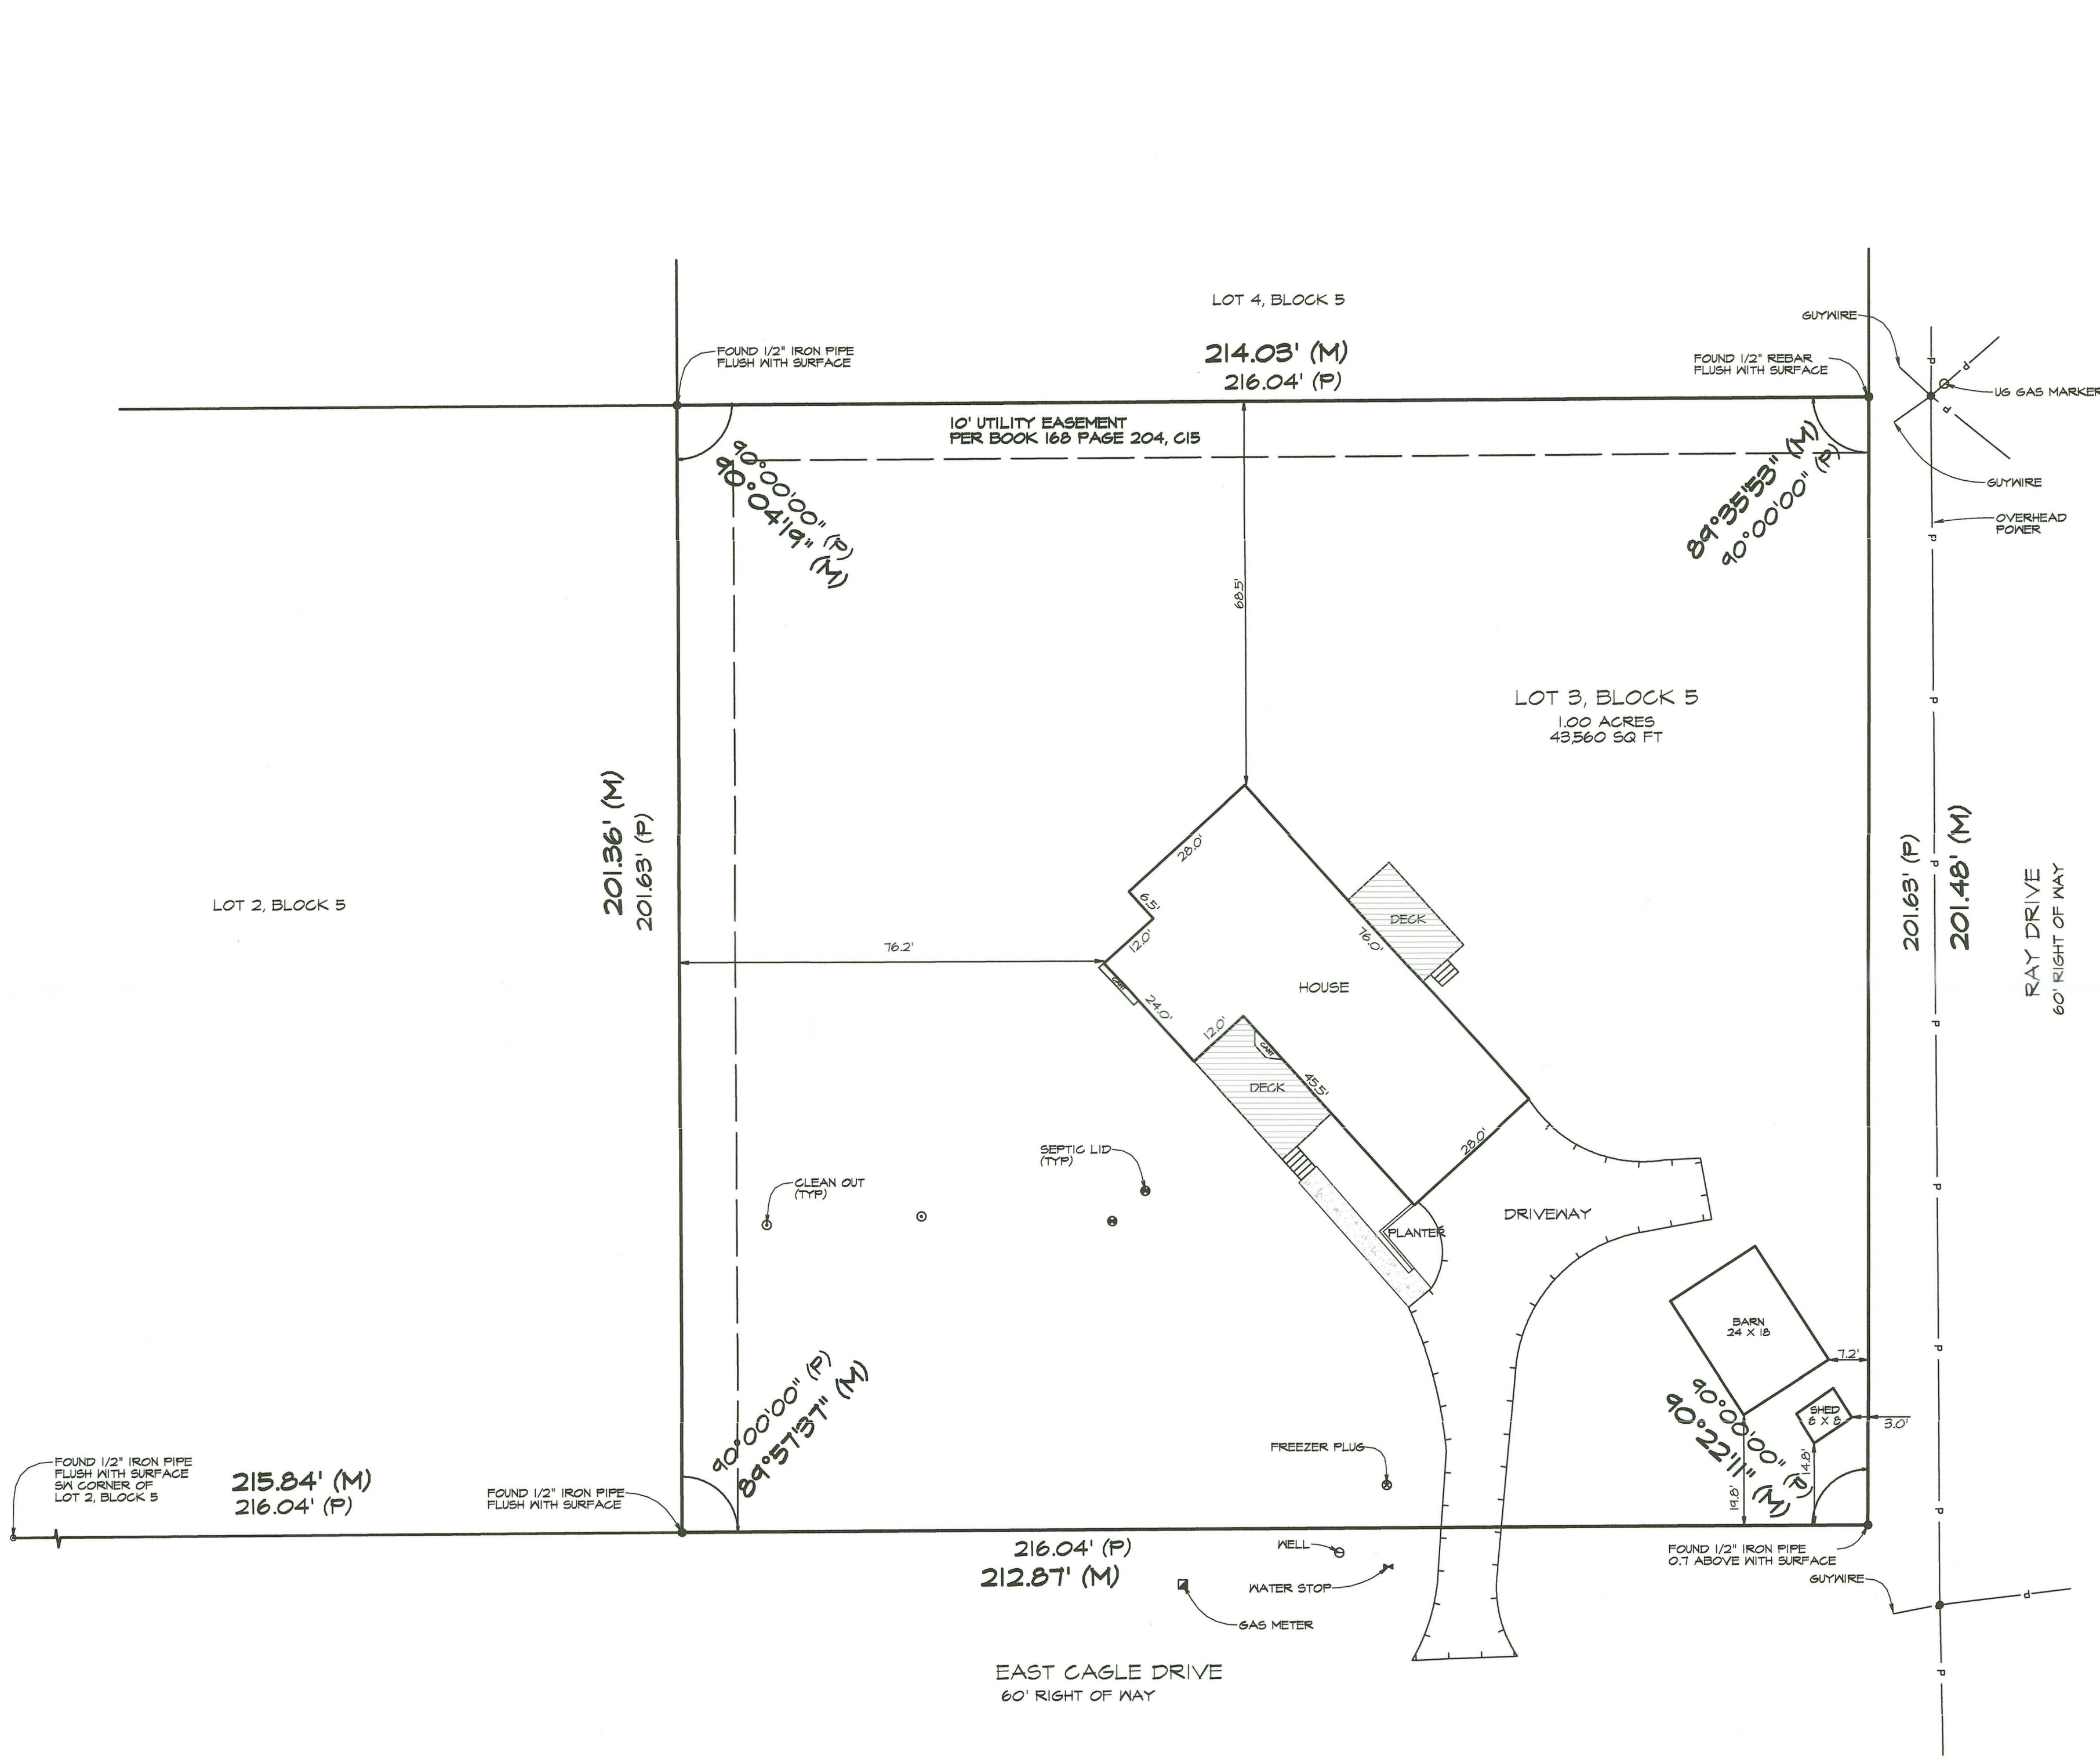 LOT 4, BLOCK 5
GUYWIRE
FOUND 1/2" IRON PIPE
FLUSH WITH SURFACE
214.03' (M)
216.04' (P)
FOUND 1/2" REBAR
FLUSH WITH SURFACE
UG GAS MARKER
10' UTILITY EASEMENT
PER BOOK 168 PAGE 204, C15
90°00'00" (P)
90°04'19" (M)
89°35'53" (M)
90°00'00" (P)
GUYWIRE
OVERHEAD
POWER
P
P
P
P
P
P
P
P
P
P
P
P
P
P
68.5'
LOT 3, BLOCK 5
1.00 ACRES
43,560 SQ FT
201.36' (M)
201.63' (P)
201.63' (P)
201.48' (M)
RAY DRIVE
60' RIGHT OF WAY
LOT 2, BLOCK 5
28.0'
6.5'
12.0'
76.2'
DECK
76.0'
HOUSE
CANT
24.0'
12.0'
CANT
DECK
45.5'
28.0'
SEPTIC LID
(TYP)
CLEAN OUT
(TYP)
PLANTER
DRIVEWAY
BARN
24 X 18
7.2'
SHED
8 X 8
3.0'
90°00'00" (P)
90°22'11" (M)
14.8'
19.8'
90°00'00" (P)
89°57'37" (M)
FREEZER PLUG
FOUND 1/2" IRON PIPE
FLUSH WITH SURFACE
SW CORNER OF
LOT 2, BLOCK 5
215.84' (M)
216.04' (P)
FOUND 1/2" IRON PIPE
FLUSH WITH SURFACE
216.04' (P)
212.87' (M)
WELL
WATER STOP
GAS METER
FOUND 1/2" IRON PIPE
0.7 ABOVE WITH SURFACE
GUYWIRE
EAST CAGLE DRIVE
60' RIGHT OF WAY